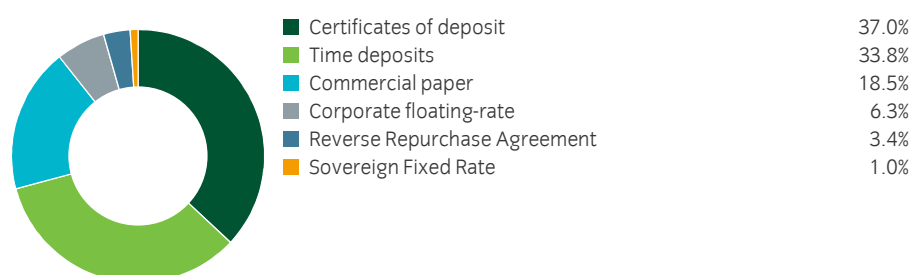 Certificates of deposit 37.0%
Time deposits 33.8%
Commercial paper 18.5%
Corporate floating-rate 6.3%
Reverse Repurchase Agreement 3.4%
Sovereign Fixed Rate 1.0%